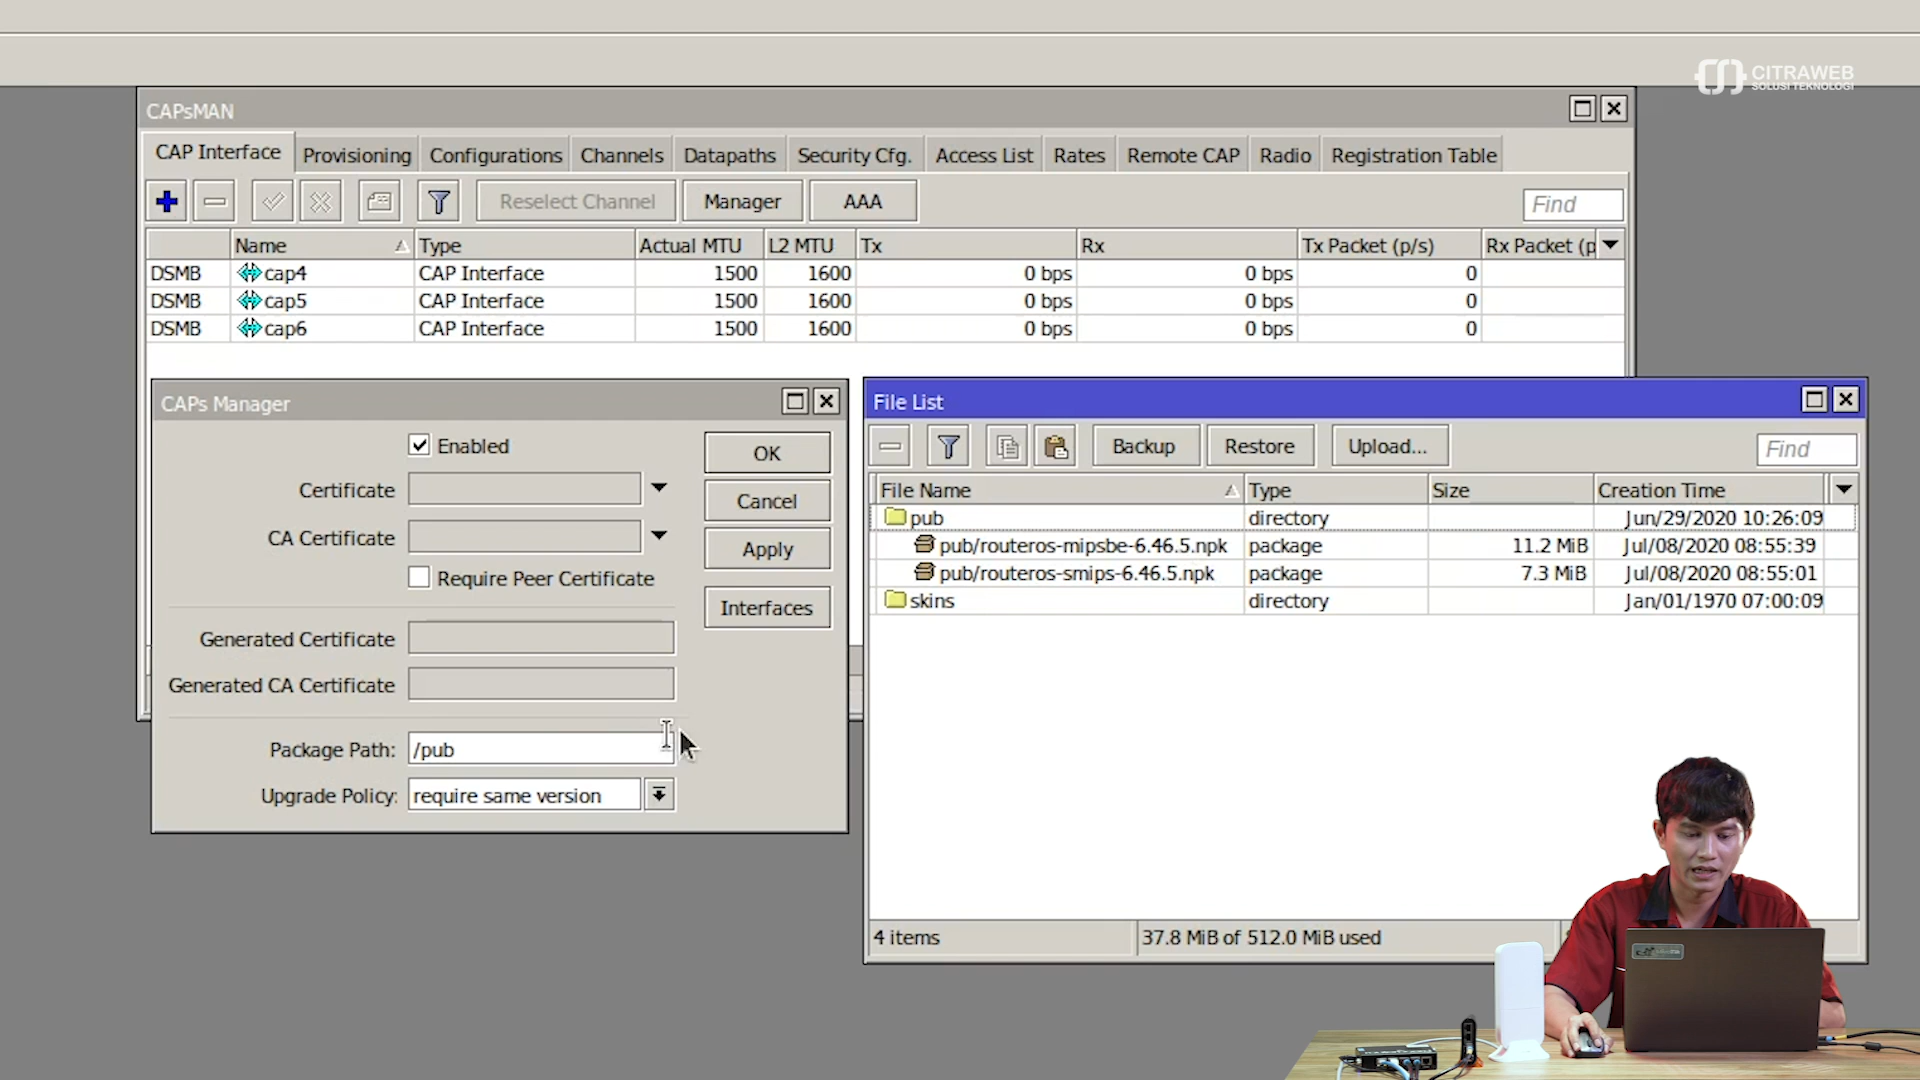 CITRAWEB
SOLUSI TEKNOLOGI
CAPsMAN
CAP Interface Provisioning Configurations Channels Datapaths Security Cfg. Access List Rates Remote CAP Radio Registration Table
Reselect Channel Manager AAA Find
Name Type Actual MTU L2 MTU Tx Rx Tx Packet (p/s) Rx Packet (p
DSMB cap4 CAP Interface 1500 1600 0 bps 0 bps 0
DSMB cap5 CAP Interface 1500 1600 0 bps 0 bps 0
DSMB cap6 CAP Interface 1500 1600 0 bps 0 bps 0
CAPs Manager
Enabled
Certificate
CA Certificate
Require Peer Certificate
Generated Certificate
Generated CA Certificate
Package Path: /pub
Upgrade Policy: require same version
OK
Cancel
Apply
Interfaces
File List
Backup Restore Upload... Find
File Name Type Size Creation Time
pub directory Jun/29/2020 10:26:09
pub/routeros-mipsbe-6.46.5.npk package 11.2 MiB Jul/08/2020 08:55:39
pub/routeros-smips-6.46.5.npk package 7.3 MiB Jul/08/2020 08:55:01
skins directory Jan/01/1970 07:00:09
4 items 37.8 MiB of 512.0 MiB used